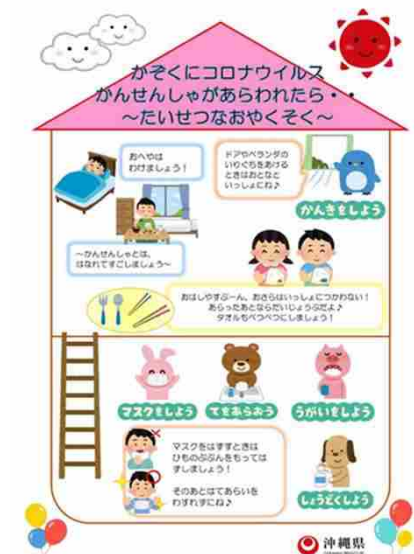 かぞくにコロナウイルス
かんせんしゃがあらわれたら・・
～たいせつなおやくそく～
おへやは
わけましょう！
ドアやベランダの
いりぐちをあける
ときはおとなと
いっしょにね♪
かんきをしよう
～かんせんしゃとは、
はなれてすごしましょう～
おはしやすぷーん、おさらはいっしょにつかわない！
あらったあとならだいじょうぶだよ♪
タオルもべつべつにしましょう！
マスクをしよう
てをあらおう
うがいをしよう
マスクをはずすときは
ひものぶぶんをもっては
ずしましょう！
そのあとはてあらいを
わすれずにね♪
しょうどくしよう
沖縄県